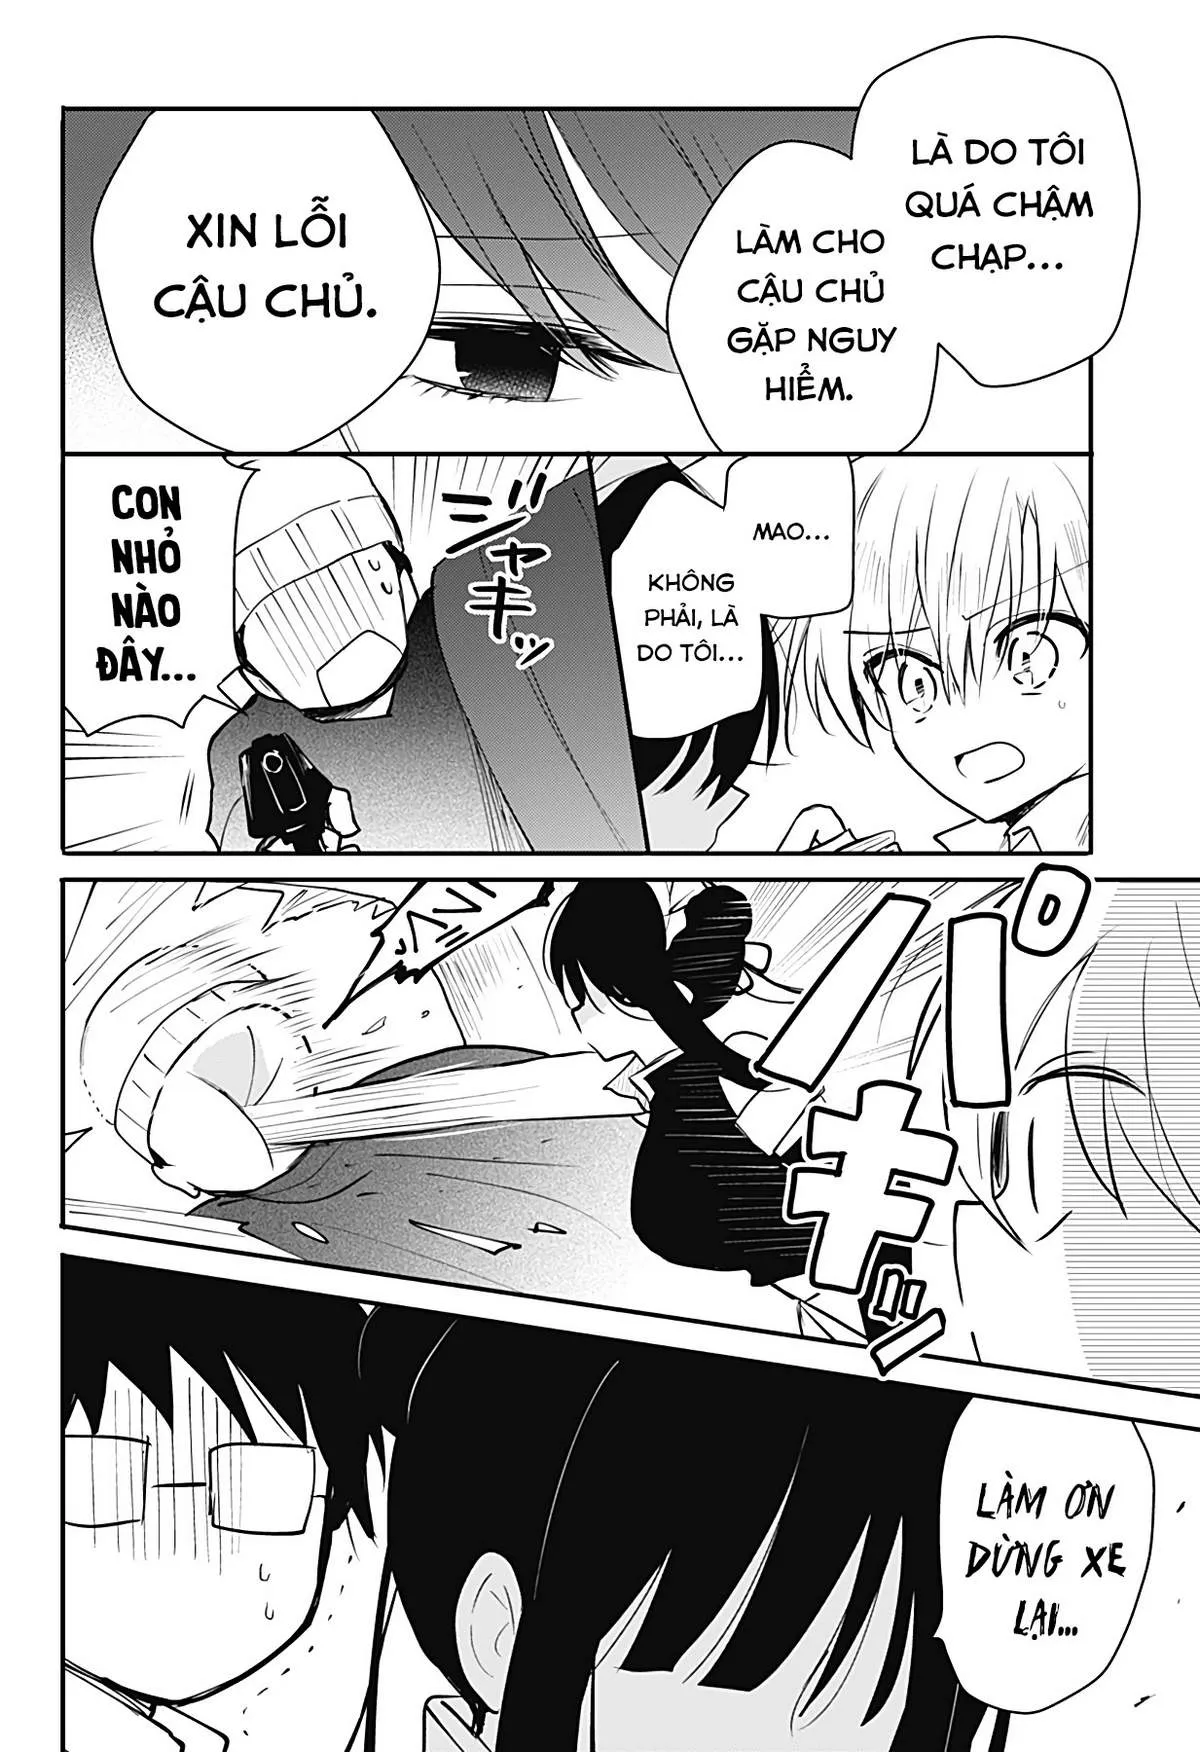 LÀ DO TÔI
QUÁ CHẬM
CHẠP...
LÀM CHO
CẬU CHỦ
GẶP NGUY
HIỂM.
XIN LỖI
CẬU CHỦ.
MAO...
KHÔNG
PHẢI, LÀ
DO TÔI...
ジャキッ
CON
NHỎ
NÀO
ĐÂY...
パリ
バキッ
LÀM ƠN
DỪNG XE
LẠI...